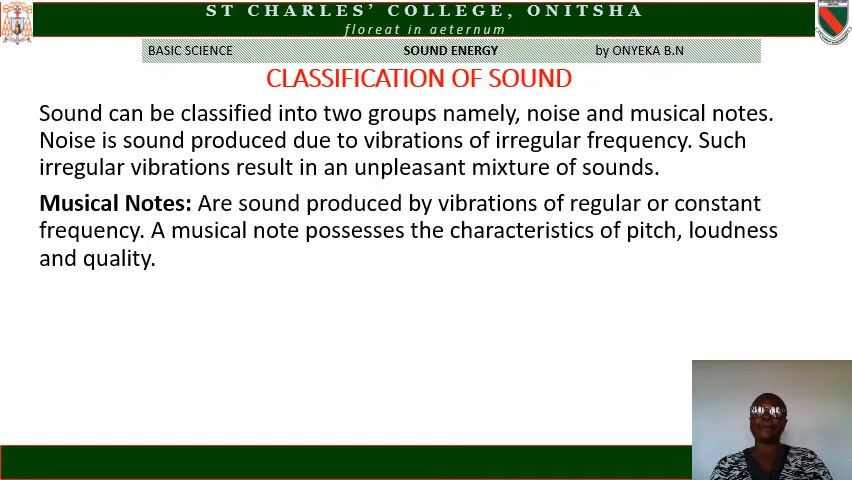 ST CHARLES’ COLLEGE, ONITSHA
floreat in aeternum
BASIC SCIENCE SOUND ENERGY by ONYEKA B.N
CLASSIFICATION OF SOUND
Sound can be classified into two groups namely, noise and musical notes.
Noise is sound produced due to vibrations of irregular frequency. Such
irregular vibrations result in an unpleasant mixture of sounds.
Musical Notes: Are sound produced by vibrations of regular or constant
frequency. A musical note possesses the characteristics of pitch, loudness
and quality.